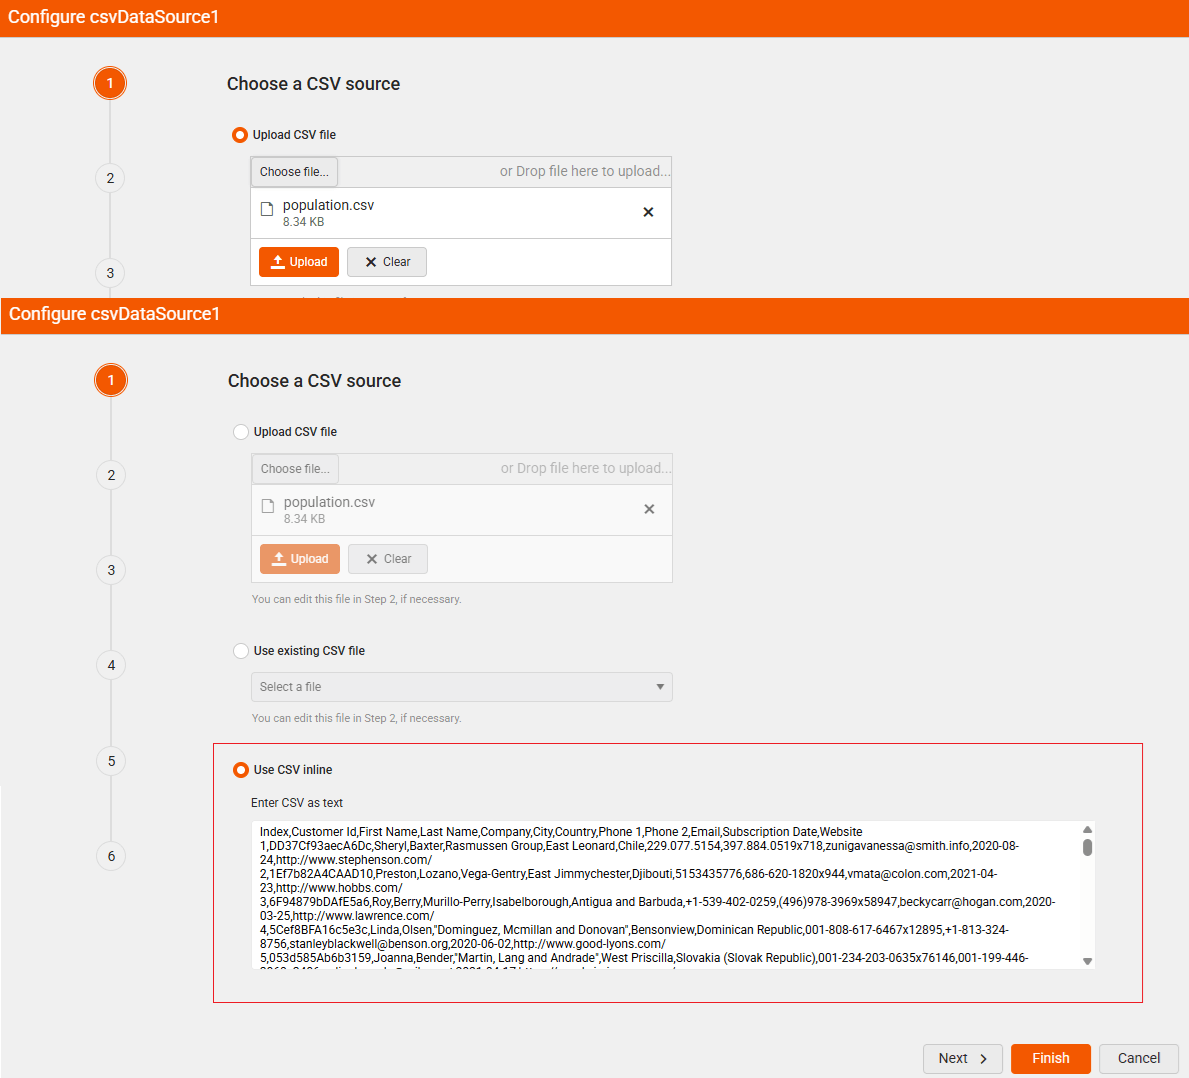 Configure csvDataSource1
1
Choose a CSV source
Upload CSV file
Choose file...
or Drop file here to upload...
2
population.csv
8.34 KB
Upload
Clear
3
Configure csvDataSource1
1
Choose a CSV source
Upload CSV file
Choose file...
or Drop file here to upload...
2
population.csv
8.34 KB
Upload
Clear
3
You can edit this file in Step 2, if necessary.
Use existing CSV file
4
Select a file
You can edit this file in Step 2, if necessary.
5
Use CSV inline
Enter CSV as text
Index,Customer Id,First Name,Last Name,Company,City,Country,Phone 1,Phone 2,Email,Subscription Date,Website
1,DD37Cf93aecA6Dc,Sheryl,Baxter,Rasmussen Group,East Leonard,Chile,229.077.5154,397.884.0519x718,zunigavanessa@smith.info,2020-08-
24,http://www.stephenson.com/
2,1Ef7b82A4CAAD10,Preston,Lozano,Vega-Gentry,East Jimmychester,Djibouti,5153435776,686-620-1820x944,vmata@colon.com,2021-04-
23,http://www.hobbs.com/
3,6F94879bDAfE5a6,Roy,Berry,Murillo-Perry,Isabelborough,Antigua and Barbuda,+1-539-402-0259,(496)978-3969x58947,beckycarr@hogan.com,2020-
03-25,http://www.lawrence.com/
4,5Cef8BFA16c5e3c,Linda,Olsen,"Dominguez, Mcmillan and Donovan",Bensonview,Dominican Republic,001-808-617-6467x12895,+1-813-324-
8756,stanleyblackwell@benson.org,2020-06-02,http://www.good-lyons.com/
5,053d585Ab6b3159,Joanna,Bender,"Martin, Lang and Andrade",West Priscilla,Slovakia (Slovak Republic),001-234-203-0635x76146,001-199-446-
6
Next
Finish
Cancel